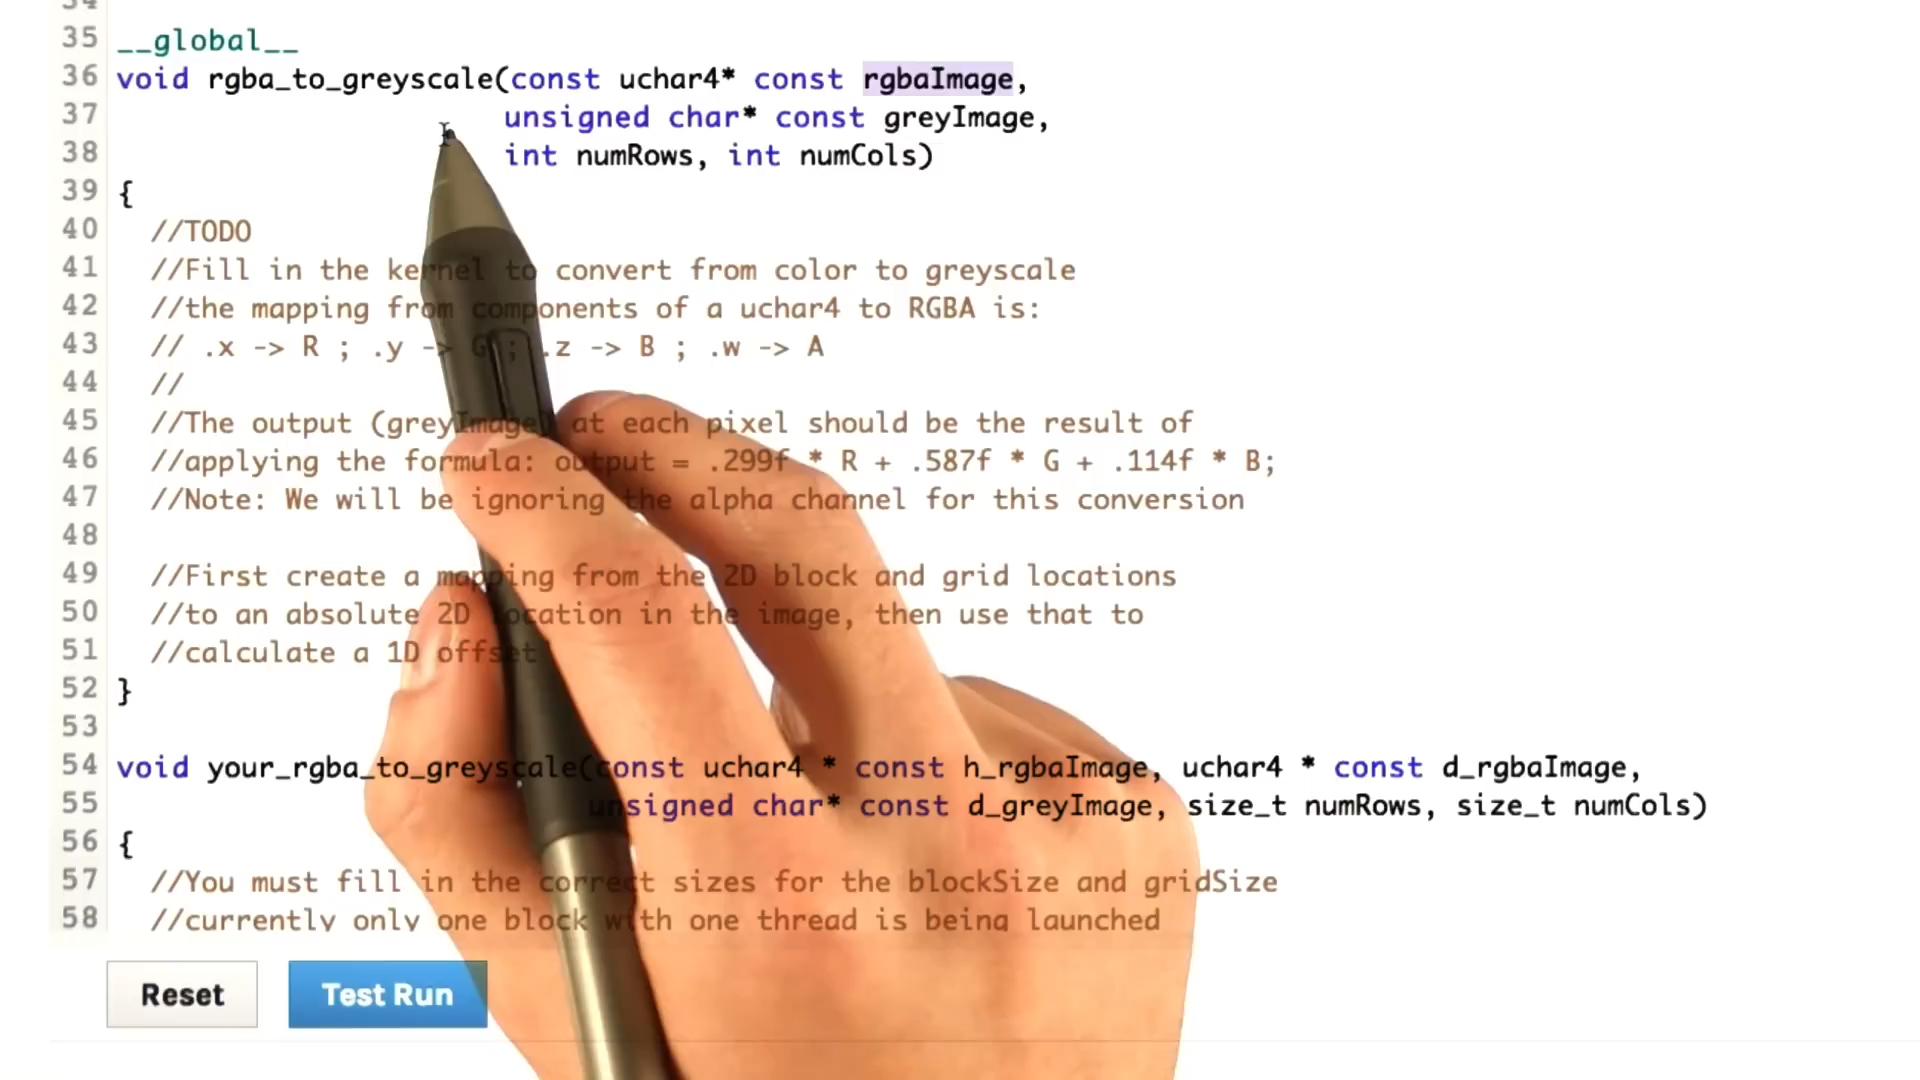 34
35 __global__
36 void rgba_to_greyscale(const uchar4* const rgbaImage,
37 unsigned char* const greyImage,
38 int numRows, int numCols)
39 {
40 //TODO
41 //Fill in the kernel to convert from color to greyscale
42 //the mapping from components of a uchar4 to RGBA is:
43 // .x -> R ; .y -> G ; .z -> B ; .w -> A
44 //
45 //The output (greyImage) at each pixel should be the result of
46 //applying the formula: output = .299f * R + .587f * G + .114f * B;
47 //Note: We will be ignoring the alpha channel for this conversion
48
49 //First create a mapping from the 2D block and grid locations
50 //to an absolute 2D location in the image, then use that to
51 //calculate a 1D offset
52 }
53
54 void your_rgba_to_greyscale(const uchar4 * const h_rgbaImage, uchar4 * const d_rgbaImage,
55 unsigned char* const d_greyImage, size_t numRows, size_t numCols)
56 {
57 //You must fill in the correct sizes for the blockSize and gridSize
58 //currently only one block with one thread is being launched
Reset Test Run